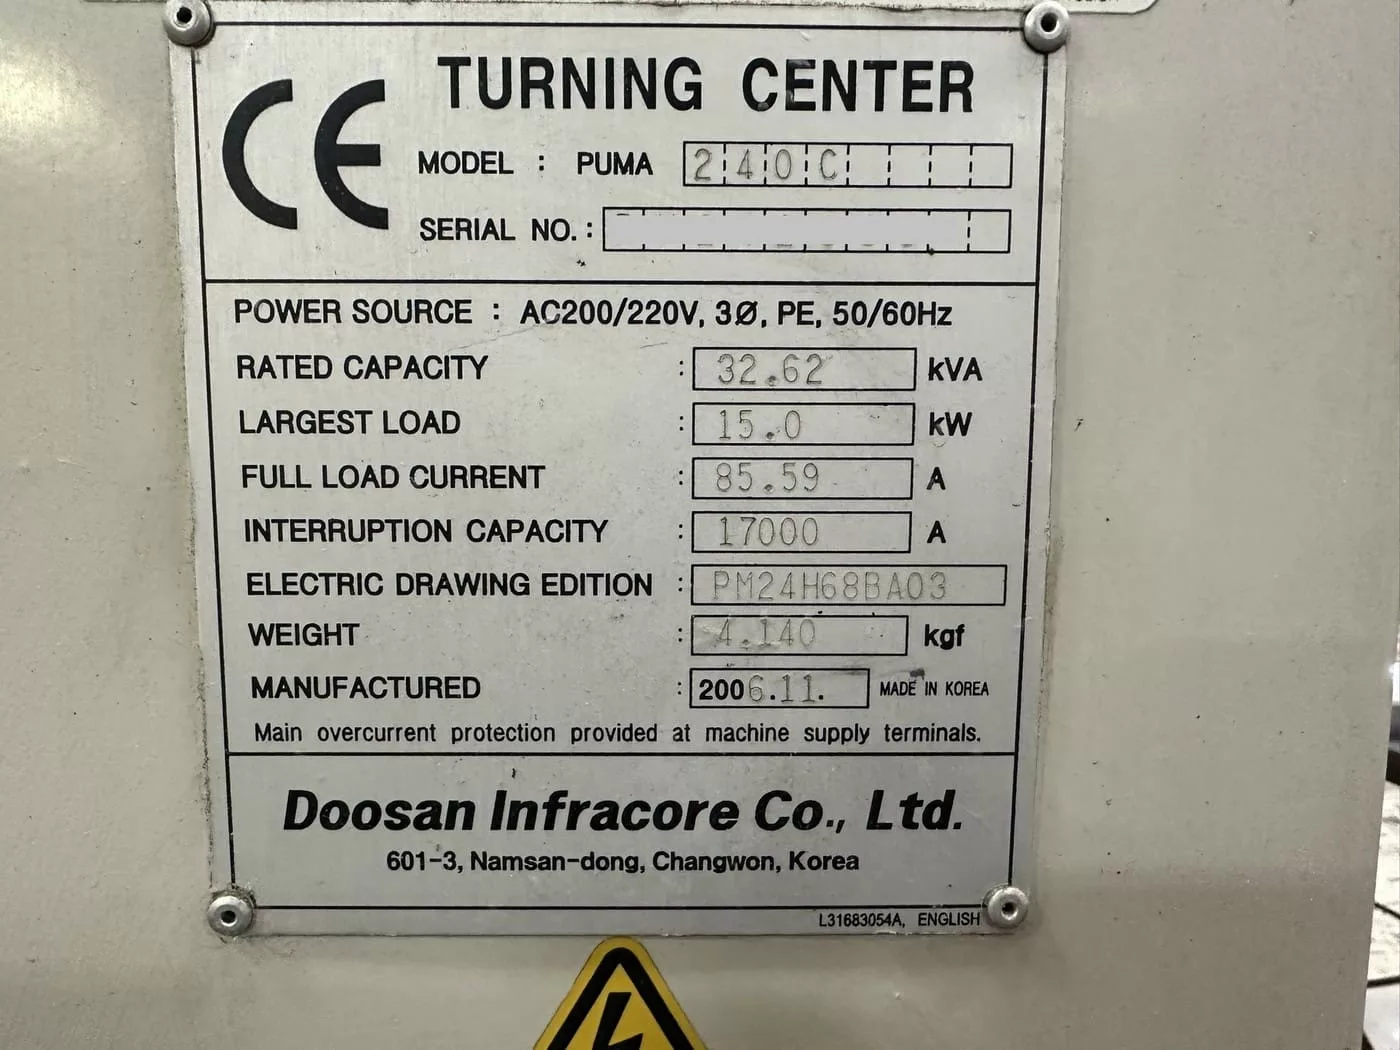 CE TURNING CENTER
MODEL : PUMA 240C
SERIAL NO. :
POWER SOURCE : AC200/220V, 3Ø, PE, 50/60Hz
RATED CAPACITY : 32.62 kVA
LARGEST LOAD : 15.0 kW
FULL LOAD CURRENT : 85.59 A
INTERRUPTION CAPACITY : 17000 A
ELECTRIC DRAWING EDITION : PM24H68BA03
WEIGHT : 4.140 kgf
MANUFACTURED : 2006.11. MADE IN KOREA
Main overcurrent protection provided at machine supply terminals.
Doosan Infracore Co., Ltd.
601-3, Namsan-dong, Changwon, Korea
L31683054A, ENGLISH